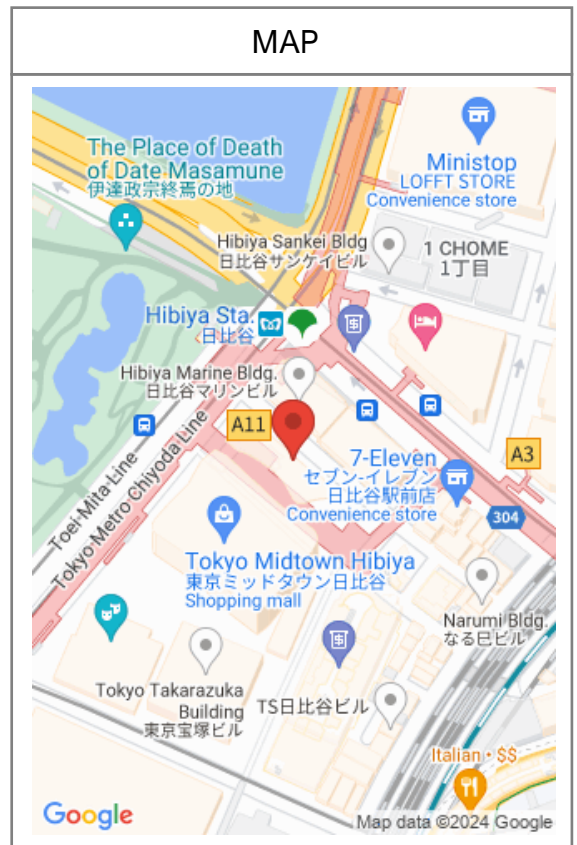 MAP
The Place of Death
of Date Masamune
伊達政宗終焉の地
Ministop
LOFFT STORE
Convenience store
Hibiya Sankei Bldg
日比谷サンケイビル
1 CHOME
1丁目
Hibiya Sta.
日比谷
Hibiya Marine Bldg.
日比谷マリンビル
A11
A3
7-Eleven
セブン-イレブン
日比谷駅前店
Convenience store
304
Toei-Mita-Line
Tokyo-Metro Chiyoda Line
Tokyo Midtown Hibiya
東京ミッドタウン日比谷
Shopping mall
Narumi Bldg.
なる巳ビル
Tokyo Takarazuka
Building
東京宝塚ビル
TS日比谷ビル
Italian • $$
Google
Map data ©2024 Google